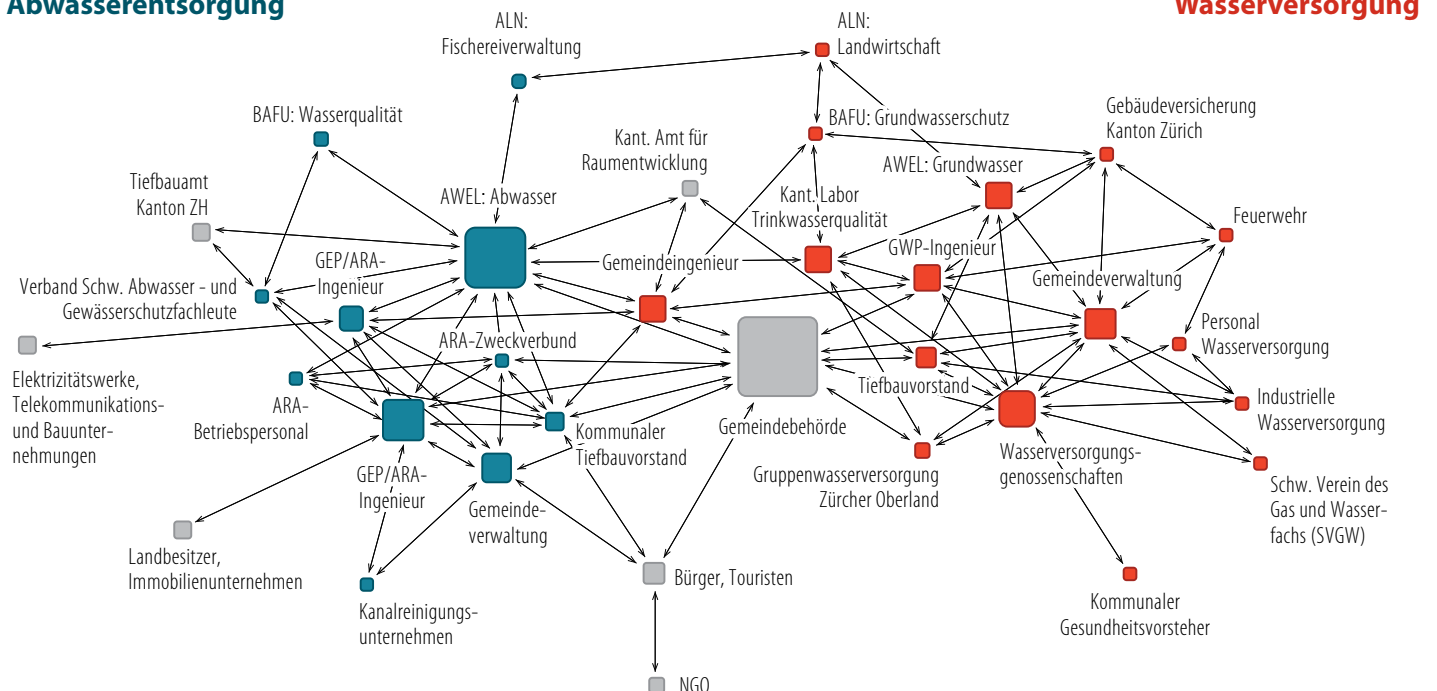 Abwasserentsorgung
Wasserversorgung
ALN:
Fischereiverwaltung
ALN:
Landwirtschaft
BAFU: Wasserqualität
BAFU: Grundwasserschutz
Gebäudeversicherung
Kanton Zürich
Kant. Amt für
Raumentwicklung
AWEL: Grundwasser
Tiefbauamt
Kanton ZH
AWEL: Abwasser
Kant. Labor
Trinkwasserqualität
Feuerwehr
GEP/ARA-
Ingenieur
Gemeindeingenieur
GWP-Ingenieur
Gemeindeverwaltung
Verband Schw. Abwasser - und
Gewässerschutzfachleute
ARA-Zweckverbund
Personal
Wasserversorgung
Elektrizitätswerke,
Telekommunikations-
und Bauunter-
nehmungen
ARA-
Betriebspersonal
Tiefbauvorstand
Industrielle
Wasserversorgung
Kommunaler
Tiefbauvorstand
Gemeindebehörde
GEP/ARA-
Ingenieur
Gemeinde-
verwaltung
Gruppenwasserversorgung
Zürcher Oberland
Wasserversorgungs-
genossenschaften
Schw. Verein des
Gas und Wasser-
fachs (SVGW)
Landbesitzer,
Immobilienunternehmen
Bürger, Touristen
Kanalreinigungs-
unternehmen
Kommunaler
Gesundheitsvorsteher
NGO